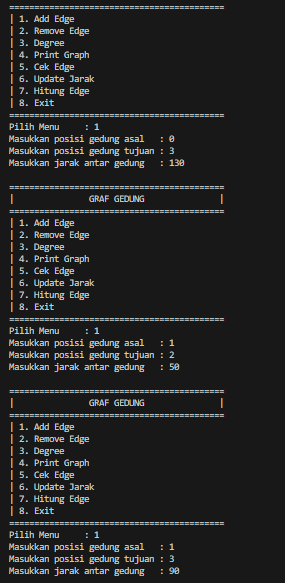 ===========================================
| 1. Add Edge
| 2. Remove Edge
| 3. Degree
| 4. Print Graph
| 5. Cek Edge
| 6. Update Jarak
| 7. Hitung Edge
| 8. Exit
===========================================
Pilih Menu     : 1
Masukkan posisi gedung asal   : 0
Masukkan posisi gedung tujuan : 3
Masukkan jarak antar gedung   : 130

===========================================
|               GRAF GEDUNG               |
===========================================
| 1. Add Edge
| 2. Remove Edge
| 3. Degree
| 4. Print Graph
| 5. Cek Edge
| 6. Update Jarak
| 7. Hitung Edge
| 8. Exit
===========================================
Pilih Menu     : 1
Masukkan posisi gedung asal   : 1
Masukkan posisi gedung tujuan : 2
Masukkan jarak antar gedung   : 50

===========================================
|               GRAF GEDUNG               |
===========================================
| 1. Add Edge
| 2. Remove Edge
| 3. Degree
| 4. Print Graph
| 5. Cek Edge
| 6. Update Jarak
| 7. Hitung Edge
| 8. Exit
===========================================
Pilih Menu     : 1
Masukkan posisi gedung asal   : 1
Masukkan posisi gedung tujuan : 3
Masukkan jarak antar gedung   : 90